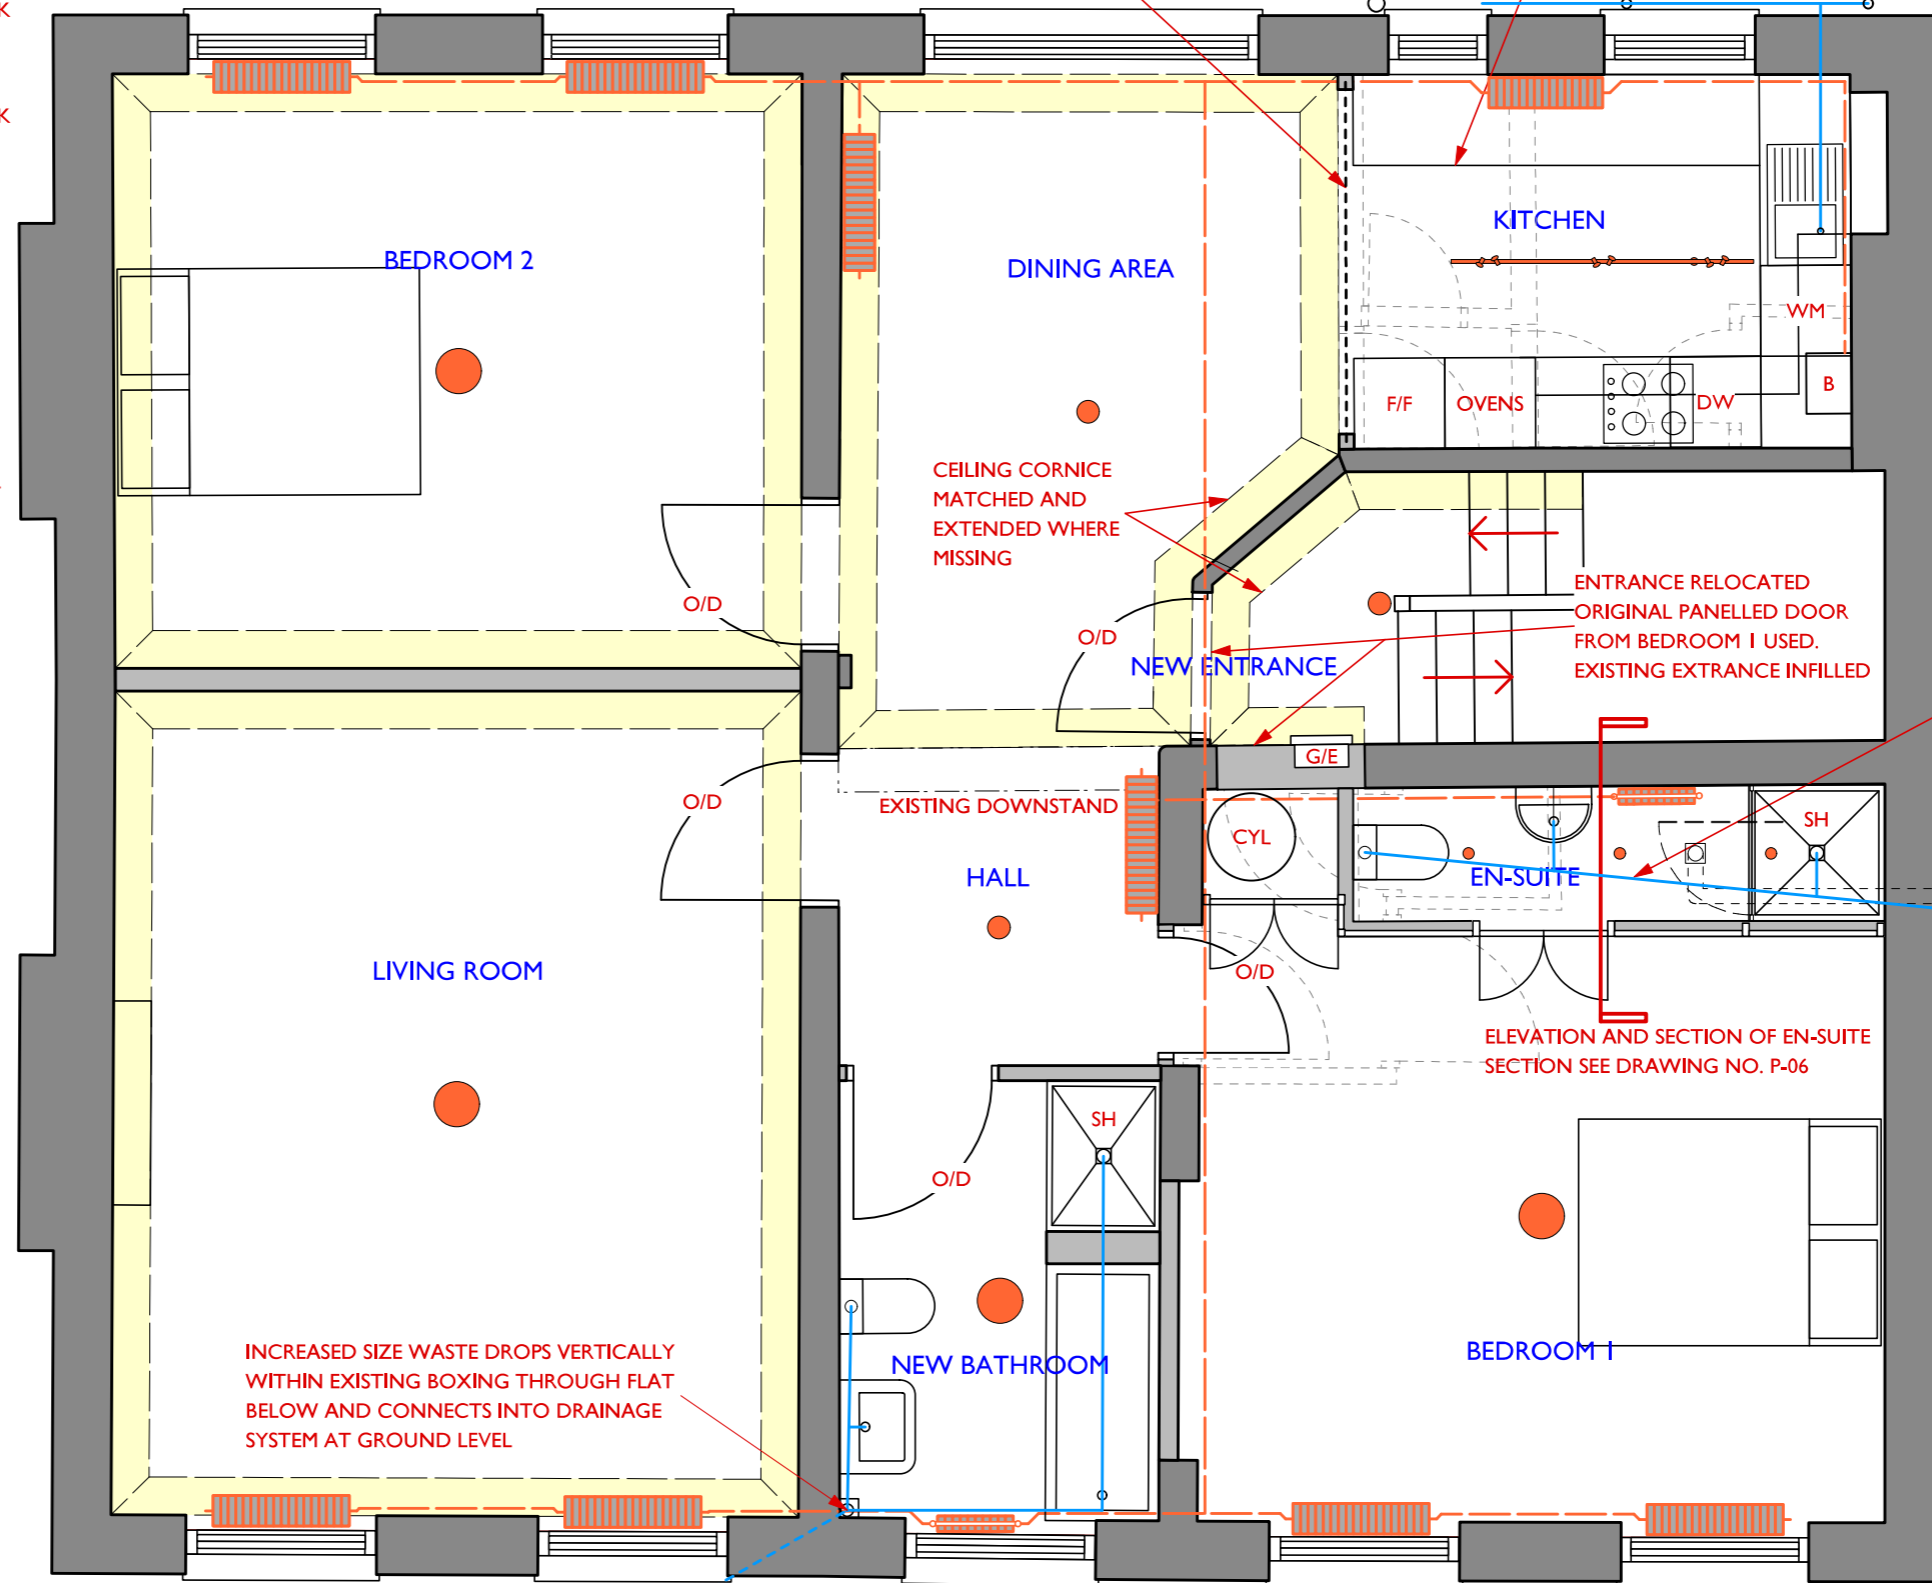 K
K
BEDROOM 2
DINING AREA
KITCHEN
WM
B
F/F
OVENS
DW
CEILING CORNICE
MATCHED AND
EXTENDED WHERE
MISSING
O/D
O/D
NEW ENTRANCE
ENTRANCE RELOCATED
ORIGINAL PANELLED DOOR
FROM BEDROOM 1 USED.
EXISTING EXTRANCE INFILLED
G/E
O/D
EXISTING DOWNSTAND
CYL
SH
HALL
EN-SUITE
LIVING ROOM
O/D
ELEVATION AND SECTION OF EN-SUITE
SECTION SEE DRAWING NO. P-06
SH
O/D
INCREASED SIZE WASTE DROPS VERTICALLY
WITHIN EXISTING BOXING THROUGH FLAT
BELOW AND CONNECTS INTO DRAINAGE
SYSTEM AT GROUND LEVEL
NEW BATHROOM
BEDROOM 1